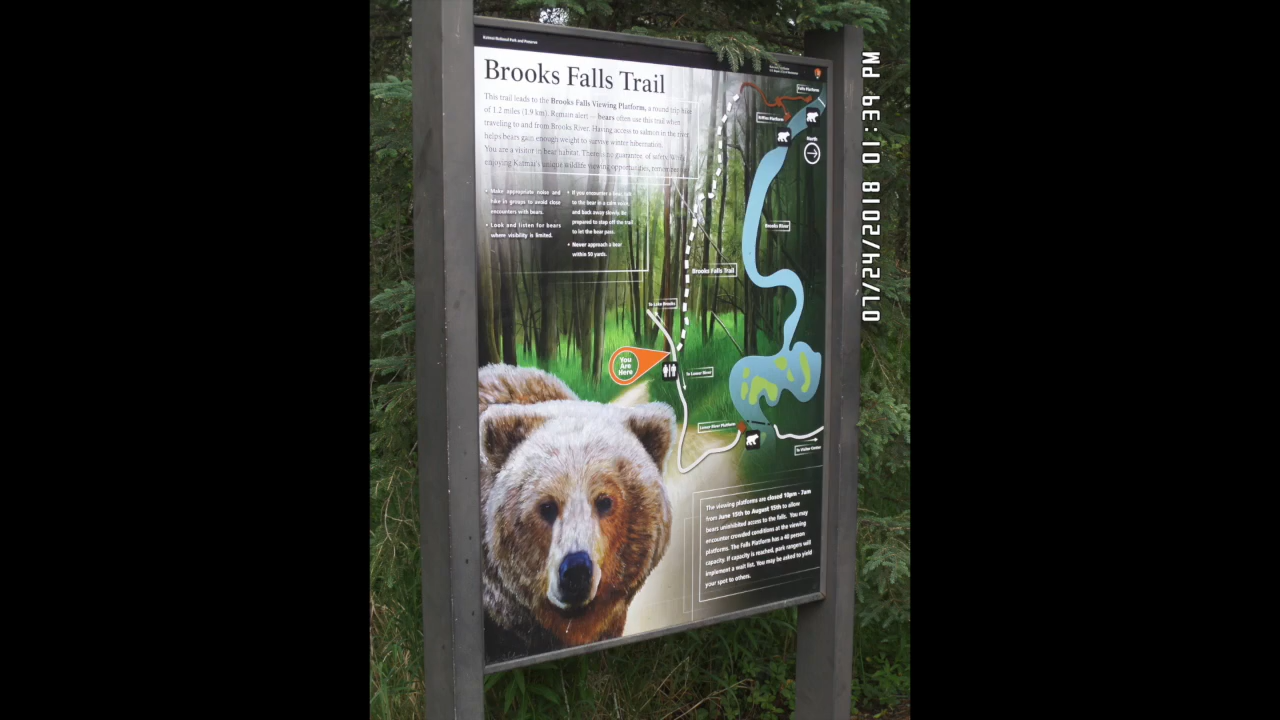 Katmai National Park and Preserve
Brooks Falls Trail
This trail leads to the Brooks Falls Viewing Platform, a round trip hike
of 1.2 miles (1.9 km). Remain alert — bears often use this trail when
traveling to and from Brooks River. Having access to salmon in the river
helps bears gain enough weight to survive winter hibernation.
You are a visitor in bear habitat. There is no guarantee of safety. While
enjoying Katmai's unique wildlife viewing opportunities, remember:
• Make appropriate noise and
hike in groups to avoid close
encounters with bears.
• Look and listen for bears
where visibility is limited.
• If you encounter a bear, talk
to the bear in a calm voice
and back away slowly. Be
prepared to step off the trail
to let the bear pass.
• Never approach a bear
within 50 yards.
Falls Platform
Riffles Platform
North
Brooks River
Brooks Falls Trail
To Lake Brooks
You
Are
Here
To Lower River
Lower River Platform
To Visitor Center
The viewing platforms are closed 10pm - 7am
from June 15th to August 15th to allow
bears uninhibited access to the falls. You may
encounter crowded conditions at the viewing
platforms. The Falls Platform has a 40 person
capacity. If capacity is reached, park rangers will
implement a wait list. You may be asked to yield
your spot to others.
07/24/2018 01:39 PM